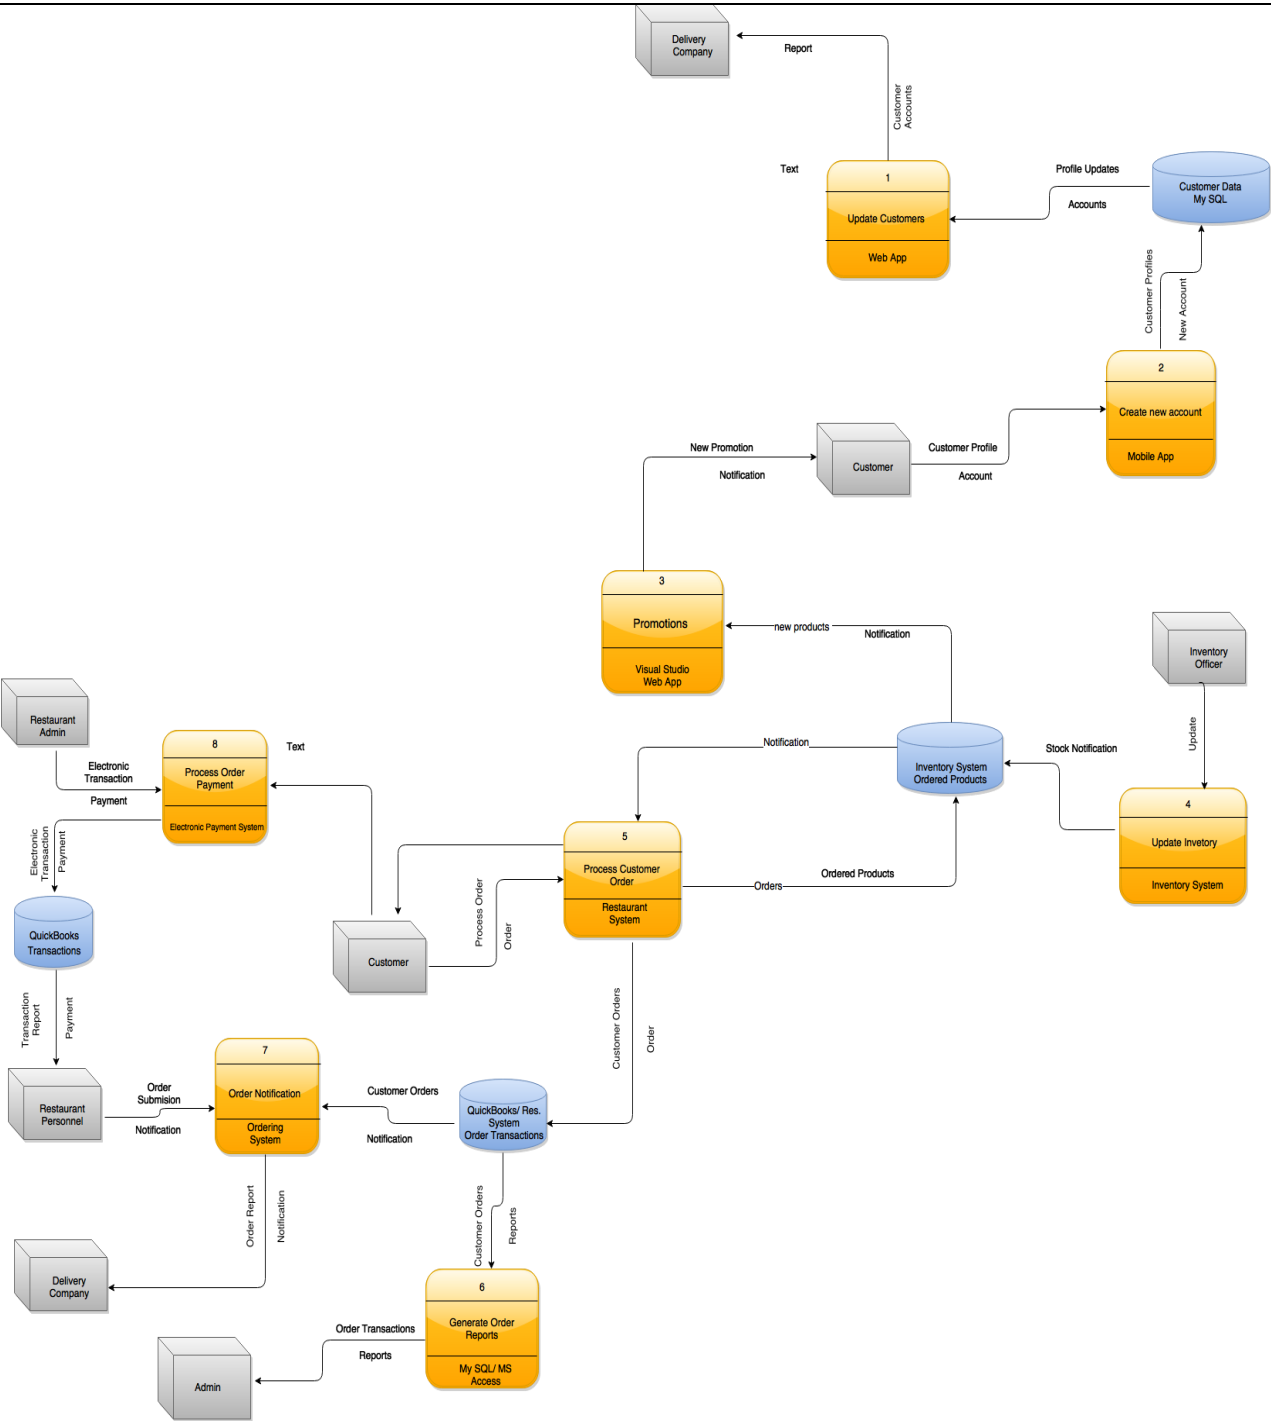 Delivery
Company
Report
Customer
Accounts
Text
1
Update Customers
Web App
Profile Updates
Accounts
Customer Data
My SQL
Customer Profiles
New Account
2
Create new account
Mobile App
New Promotion
Notification
Customer
Customer Profile
Account
3
Promotions
Visual Studio
Web App
new products
Notification
Inventory
Officer
Update
Restaurant
Admin
8
Process Order
Payment
Electronic Payment System
Text
Electronic
Transaction
Payment
Notification
Inventory System
Ordered Products
Stock Notification
4
Update Invetory
Inventory System
Electronic
Transaction
Payment
5
Process Customer
Order
Restaurant
System
Ordered Products
Orders
QuickBooks
Transactions
Customer
Process Order
Order
Transaction
Report
Payment
Customer Orders
Order
7
Order Notification
Ordering
System
Restaurant
Personnel
Order
Submision
Notification
Customer Orders
Notification
QuickBooks/ Res.
System
Order Transactions
Order Report
Notification
Customer Orders
Reports
Delivery
Company
6
Generate Order
Reports
My SQL/ MS
Access
Order Transactions
Reports
Admin